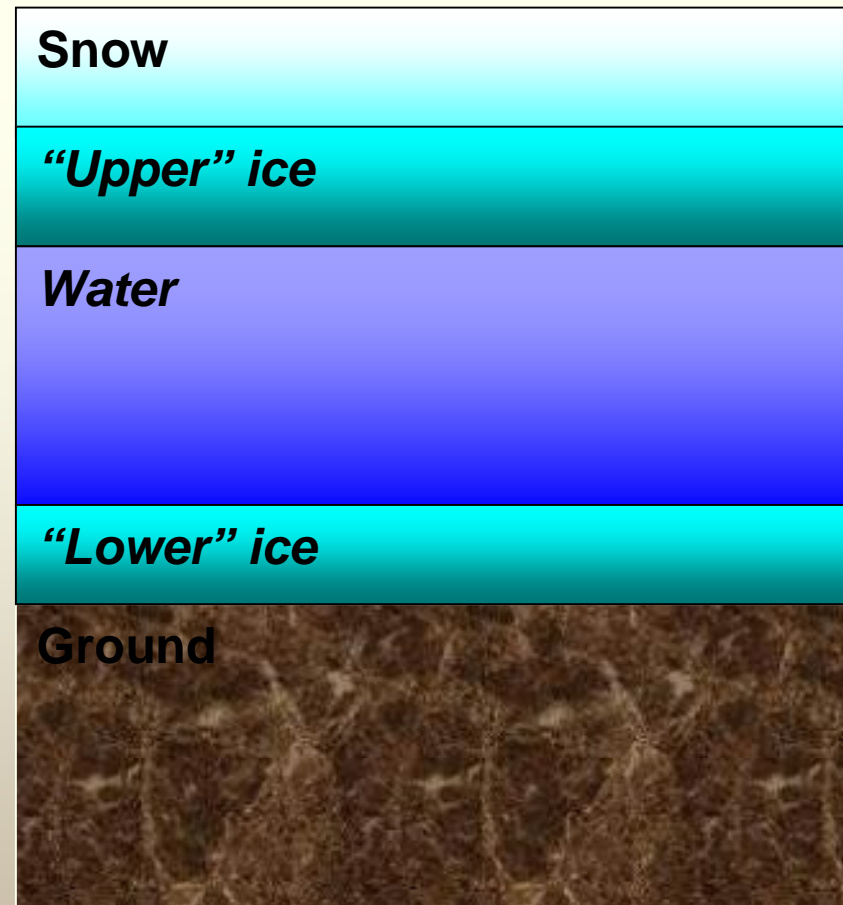 Snow
“Upper” ice
Water
“Lower” ice
Ground